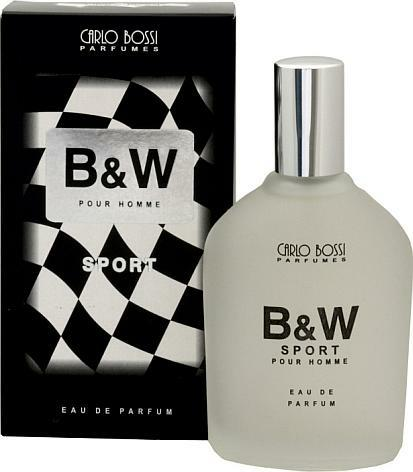 CARLO BOSSI
PARFUMES
B&W
POUR HOMME
SPORT
EAU DE PARFUM
CARLO BOSSI
PARFUMES
B&W
SPORT
POUR HOMME
EAU DE
PARFUM